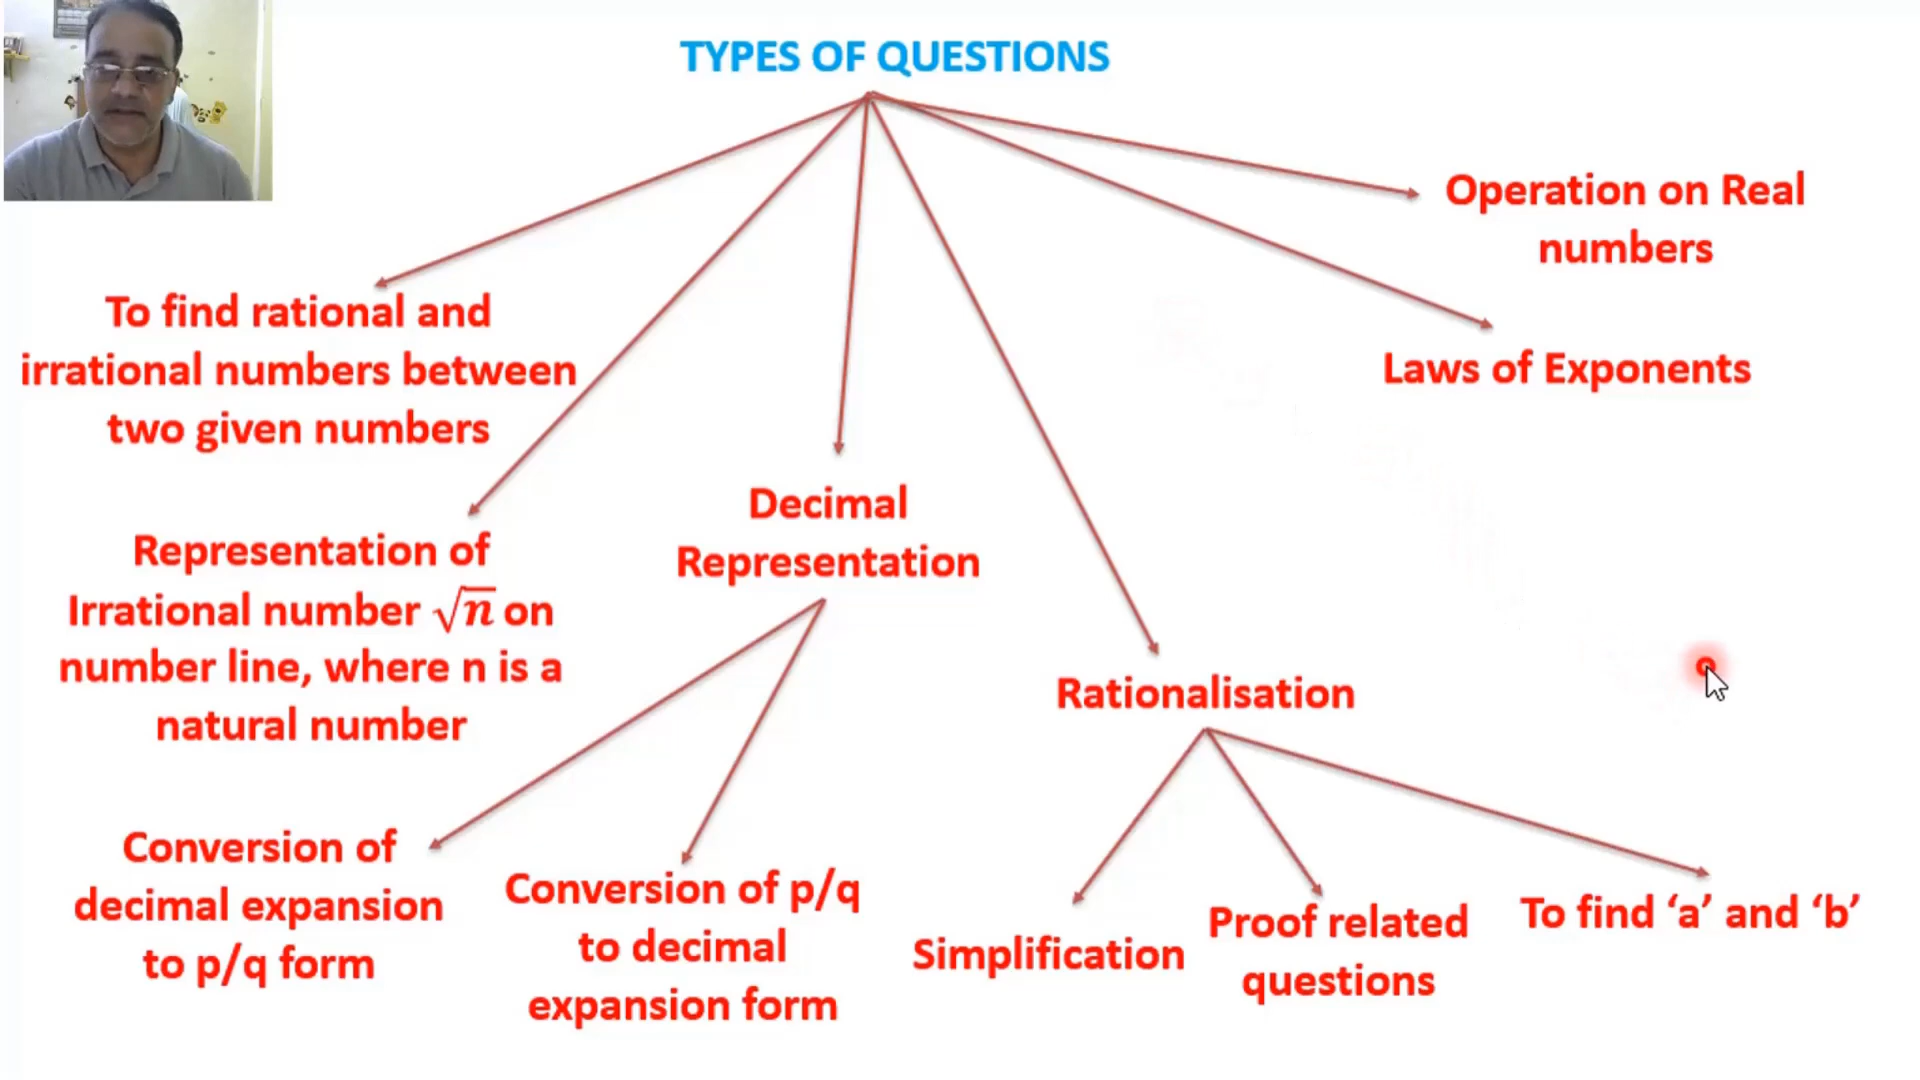 TYPES OF QUESTIONS
Operation on Real
numbers
To find rational and
irrational numbers between
two given numbers
Laws of Exponents
Representation of
Irrational number √n on
number line, where n is a
natural number
Decimal
Representation
Rationalisation
Conversion of
decimal expansion
to p/q form
Conversion of p/q
to decimal
expansion form
Simplification
Proof related
questions
To find ‘a’ and ‘b’